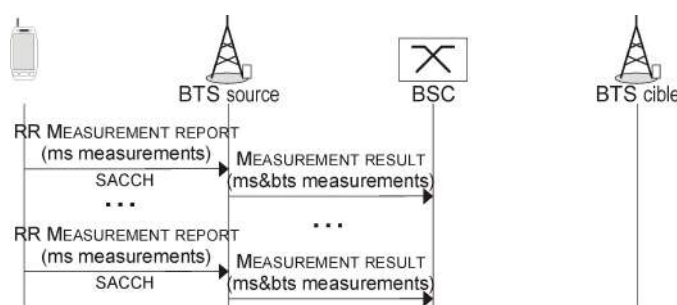 BTS source
BSC
BTS cible
RR MEASUREMENT REPORT
(ms measurements)
SACCH
MEASUREMENT RESULT
(ms&bts measurements)
...
...
RR MEASUREMENT REPORT
(ms measurements)
SACCH
MEASUREMENT RESULT
(ms&bts measurements)